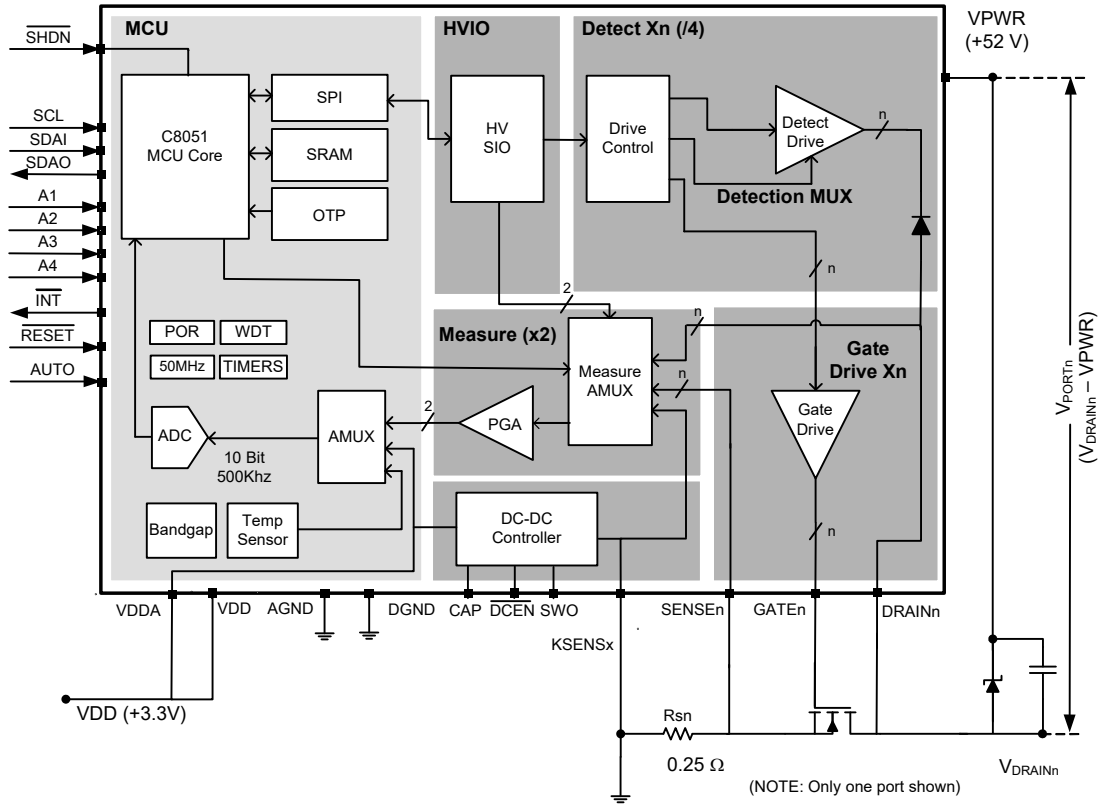 MCU
HVIO
Detect Xn (/4)
VPWR
(+52 V)
SHDN
SCL
SDAI
SDAO
A1
A2
A3
A4
INT
RESET
AUTO
C8051
MCU Core
SPI
SRAM
OTP
HV
SIO
Drive
Control
Detect
Drive
n
Detection MUX
n
2
n
POR
WDT
50MHz
TIMERS
Measure (x2)
Measure
AMUX
n
Gate
Drive Xn
Gate
Drive
n
ADC
10 Bit
500Khz
AMUX
2
PGA
Bandgap
Temp
Sensor
DC-DC
Controller
VDDA
VDD
AGND
DGND
CAP
DCEN
SWO
KSENSx
SENSEn
GATEn
DRAINn
VPORTn
(VDRAINn – VPWR)
VDD (+3.3V)
Rsn
0.25 Ω
(NOTE: Only one port shown)
VDRAINn